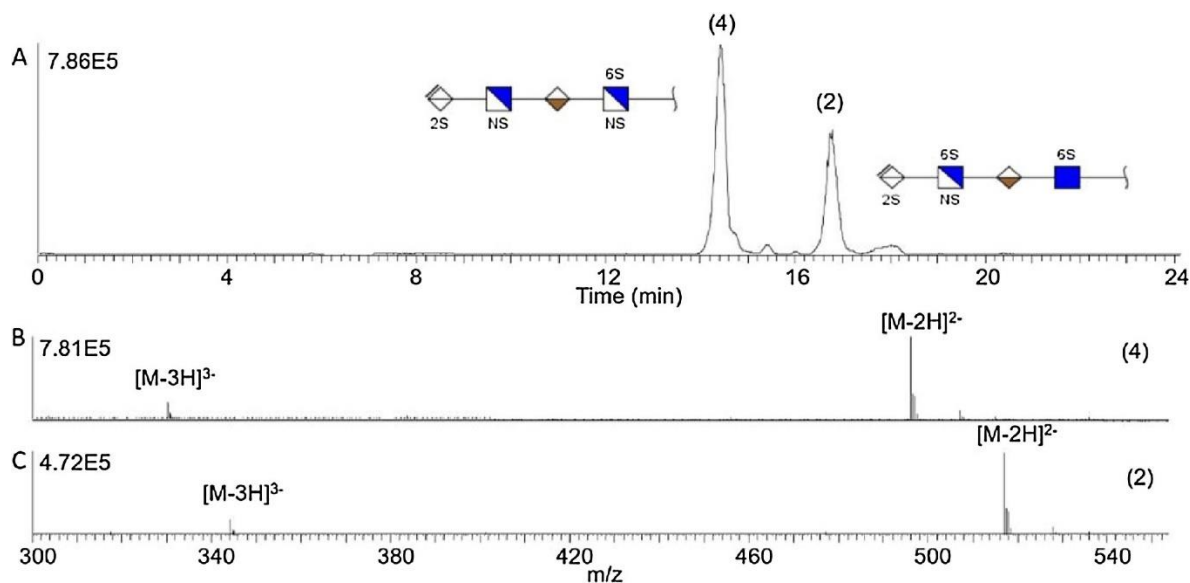 A
7.86E5
(4)
6S
2S
NS
NS
(2)
6S
6S
2S
NS
0
4
8
12
16
20
24
Time (min)
B
7.81E5
[M-3H]3-
[M-2H]2-
(4)
C
4.72E5
[M-3H]3-
[M-2H]2-
(2)
300
340
380
420
460
500
540
m/z